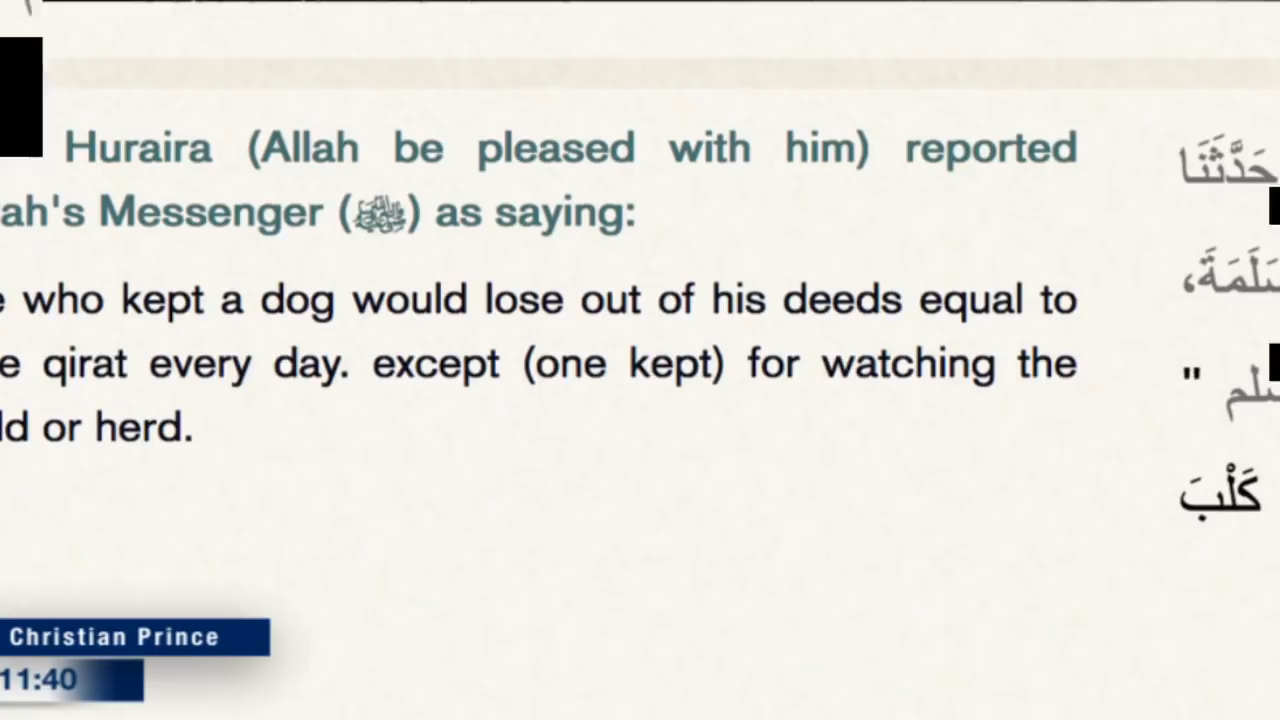 Huraira (Allah be pleased with him) reported
ah's Messenger (ﷺ) as saying:
e who kept a dog would lose out of his deeds equal to
e qirat every day. except (one kept) for watching the
ld or herd.
حَدَّثَنَا
سَلَمَةَ،
سلم "
كَلْبَ
Christian Prince
11:40